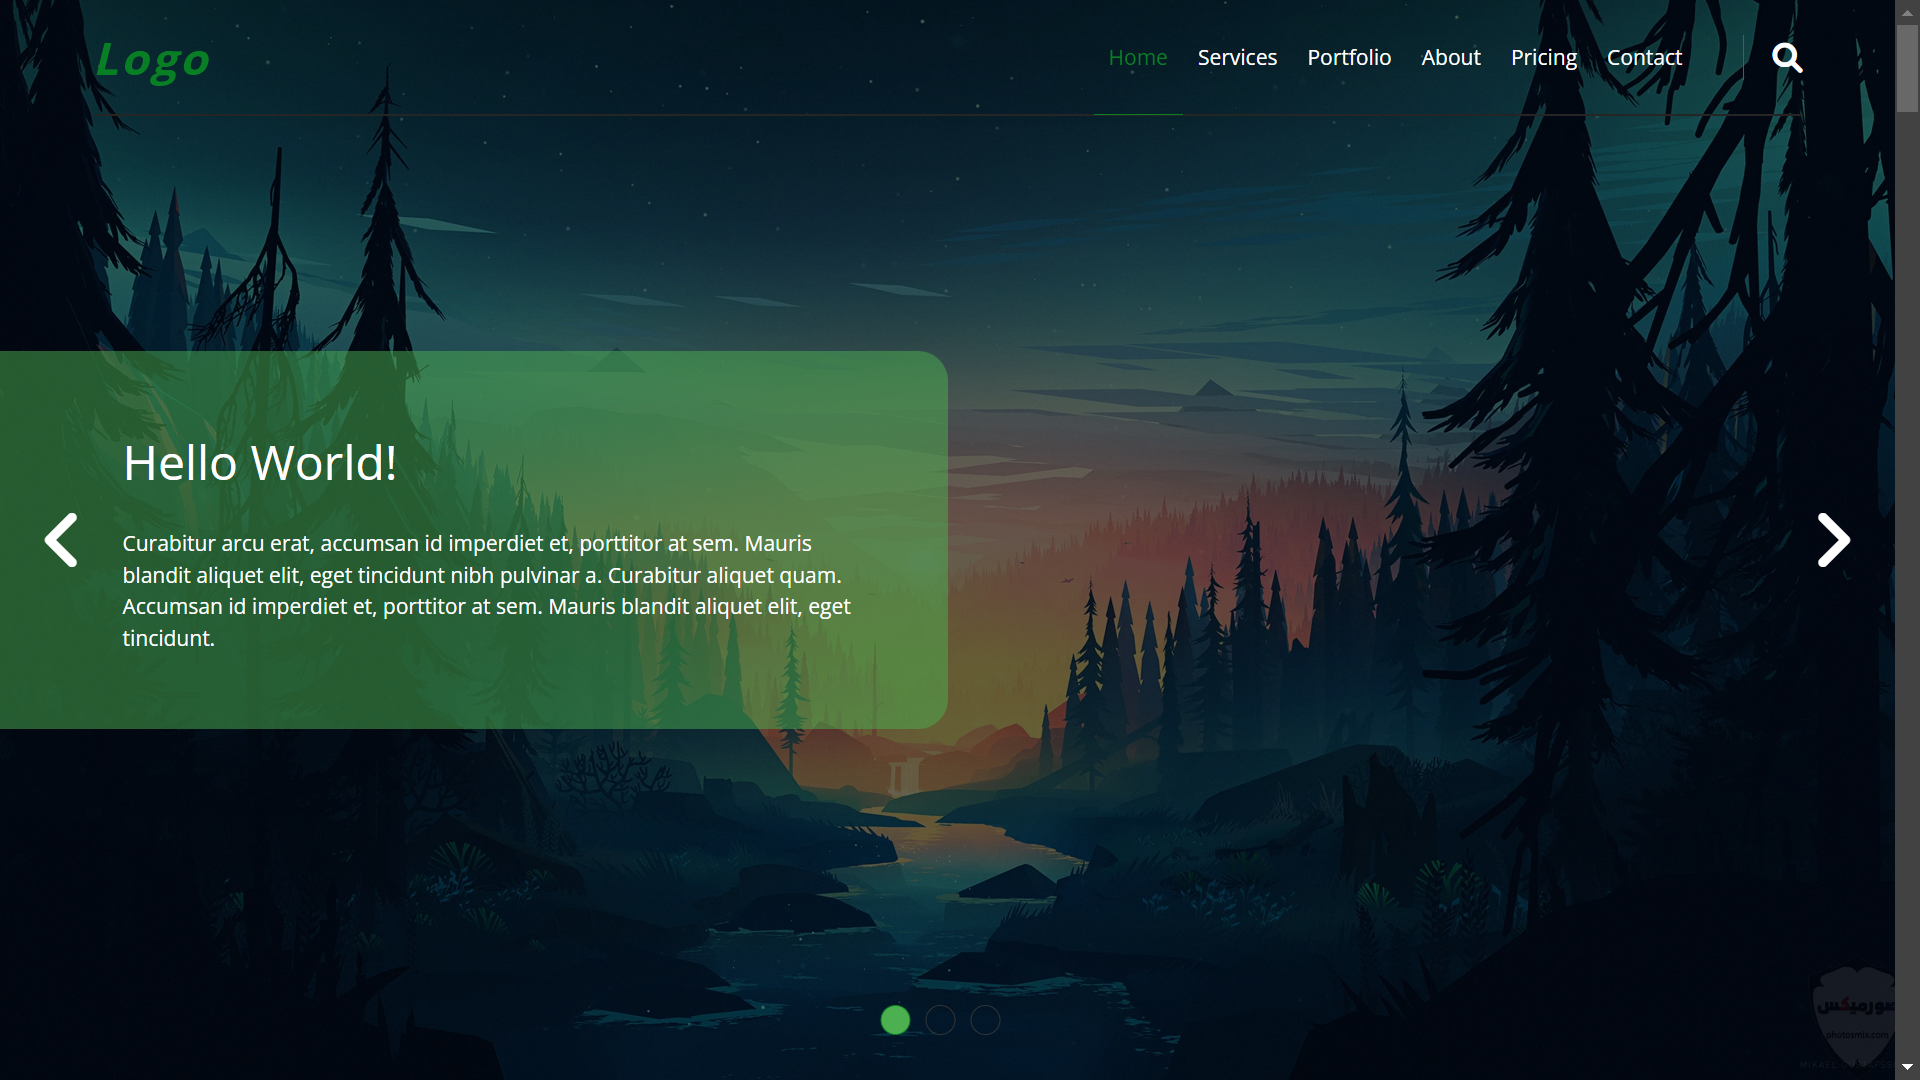 Logo
Home Services Portfolio About Pricing Contact
Hello World!
Curabitur arcu erat, accumsan id imperdiet et, porttitor at sem. Mauris
blandit aliquet elit, eget tincidunt nibh pulvinar a. Curabitur aliquet quam.
Accumsan id imperdiet et, porttitor at sem. Mauris blandit aliquet elit, eget
tincidunt.
photoxmix.com